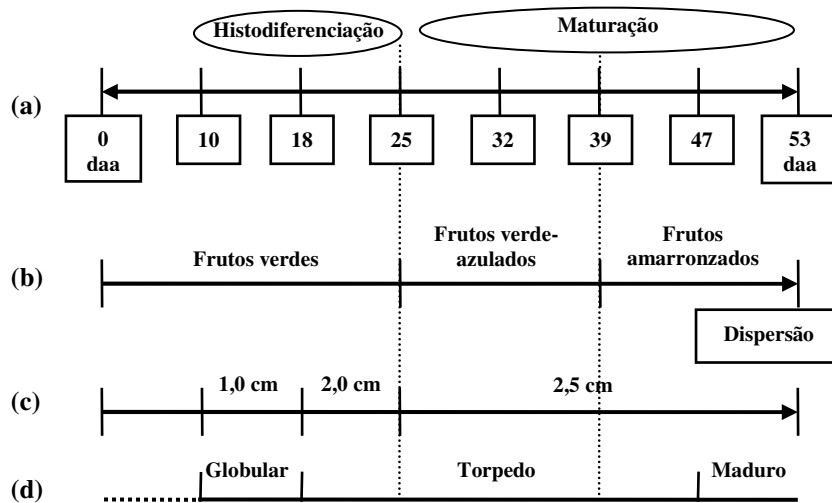 Histodiferenciação
Maturação
(a)
0
daa
10
18
25
32
39
47
53
daa
(b)
Frutos verdes
Frutos verde-
azulados
Frutos
amarronzados
Dispersão
(c)
1,0 cm
2,0 cm
2,5 cm
(d)
Globular
Torpedo
Maduro